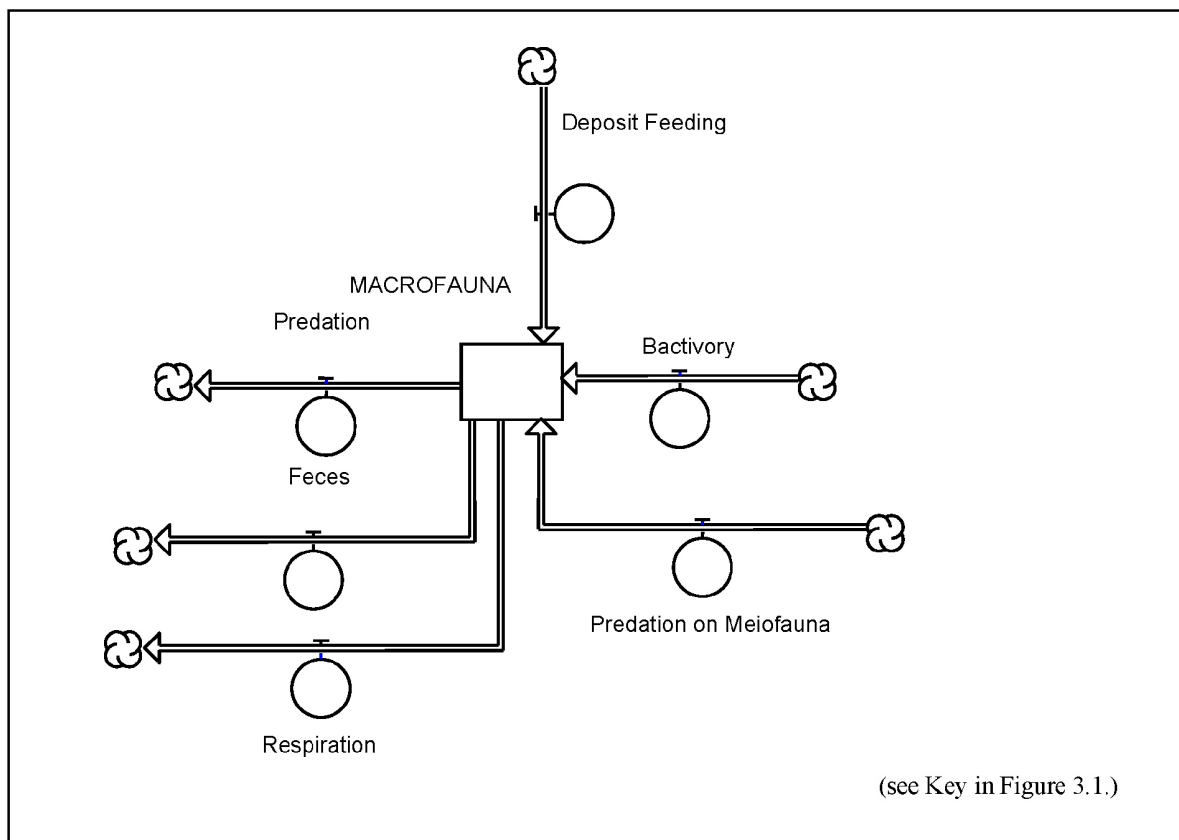 Deposit Feeding
MACROFAUNA
Predation
Bactivory
Feces
Predation on Meiofauna
Respiration
(see Key in Figure 3.1.)